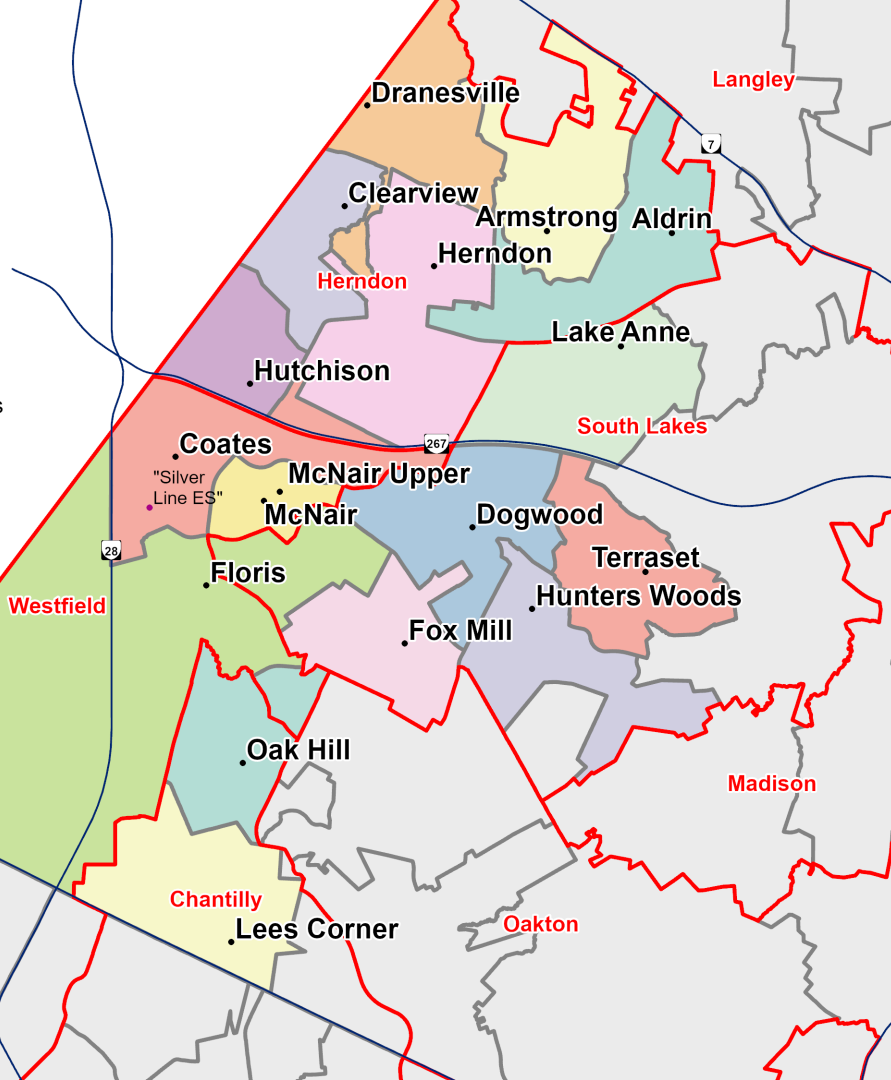 Langley
Dranesville
7
Clearview
Armstrong
Aldrin
Herndon
Herndon
Lake Anne
Hutchison
s
South Lakes
267
Coates
McNair Upper
"Silver
Line ES"
McNair
Dogwood
28
Terraset
Floris
Hunters Woods
Westfield
Fox Mill
Oak Hill
Madison
Chantilly
Oakton
Lees Corner